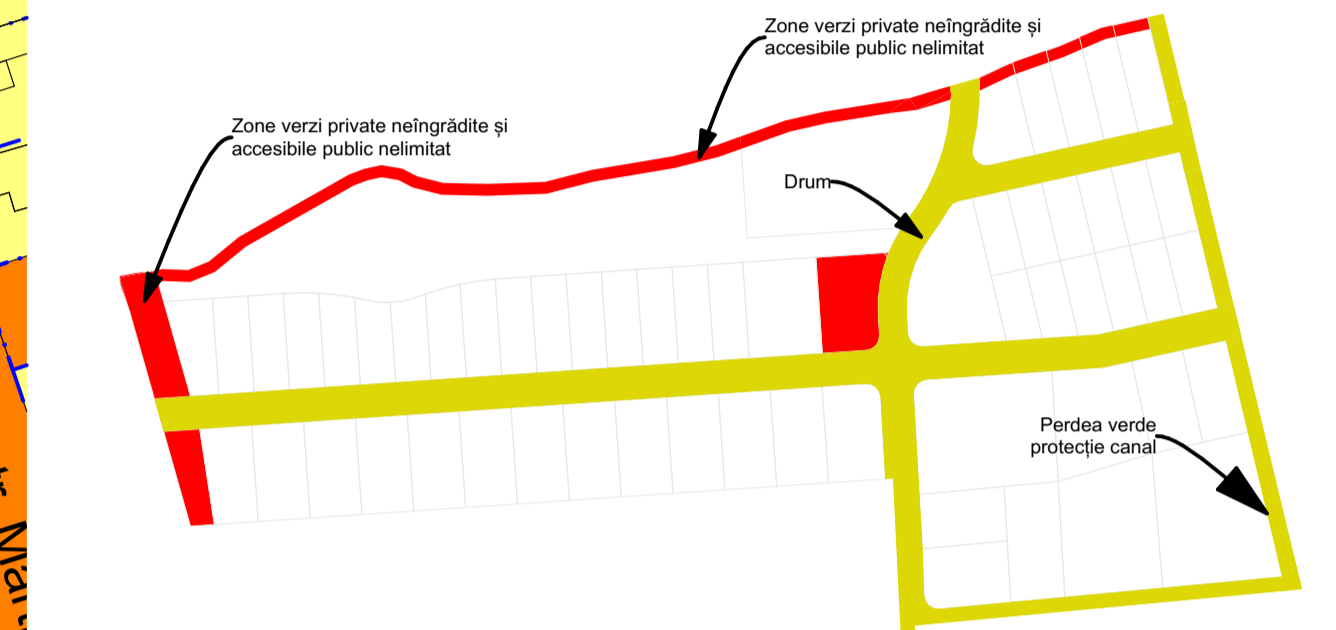 Zone verzi private neîngrădite și
accesibile public nelimitat
Zone verzi private neîngrădite și
accesibile public nelimitat
Drum
Perdea verde
protecție canal